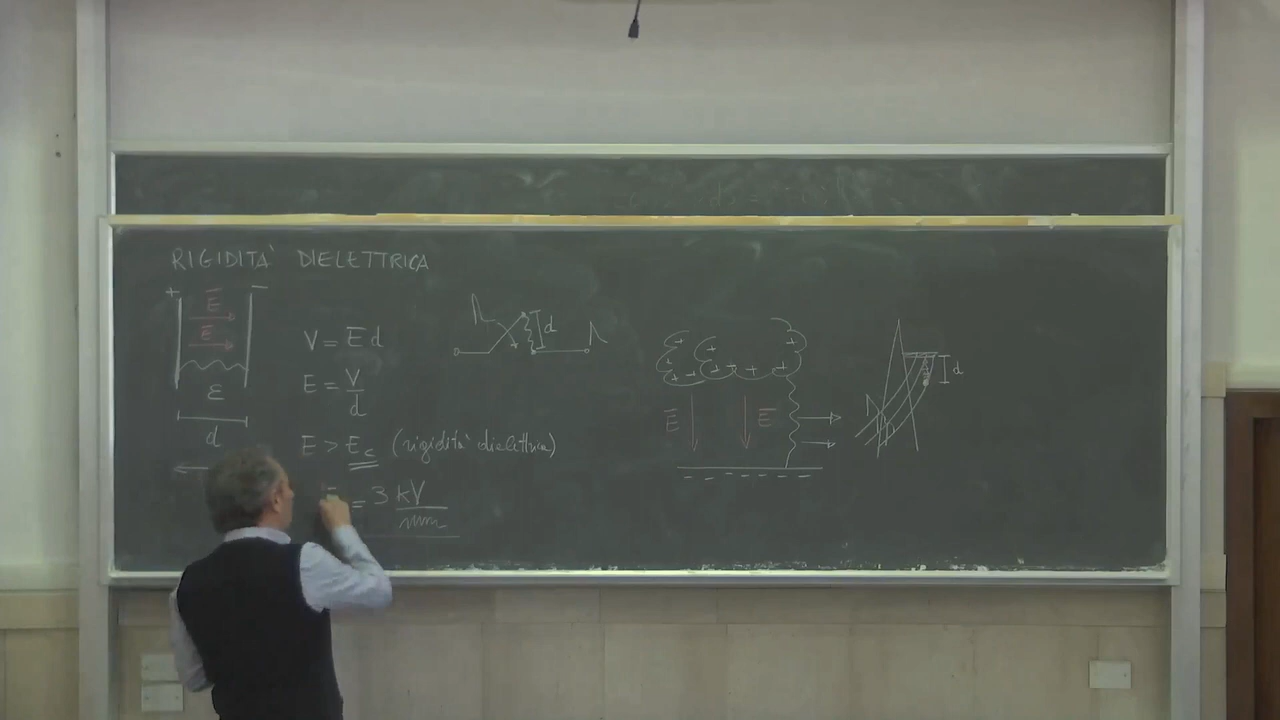 RIGIDITA' DIELETTRICA
+ −
E
E
ε
d
V = E d
E = V/d
E > Ec (rigidità dielettrica)
= 3 kV/mm
d
+ + + + + + +
E E
− − − − − − −
d